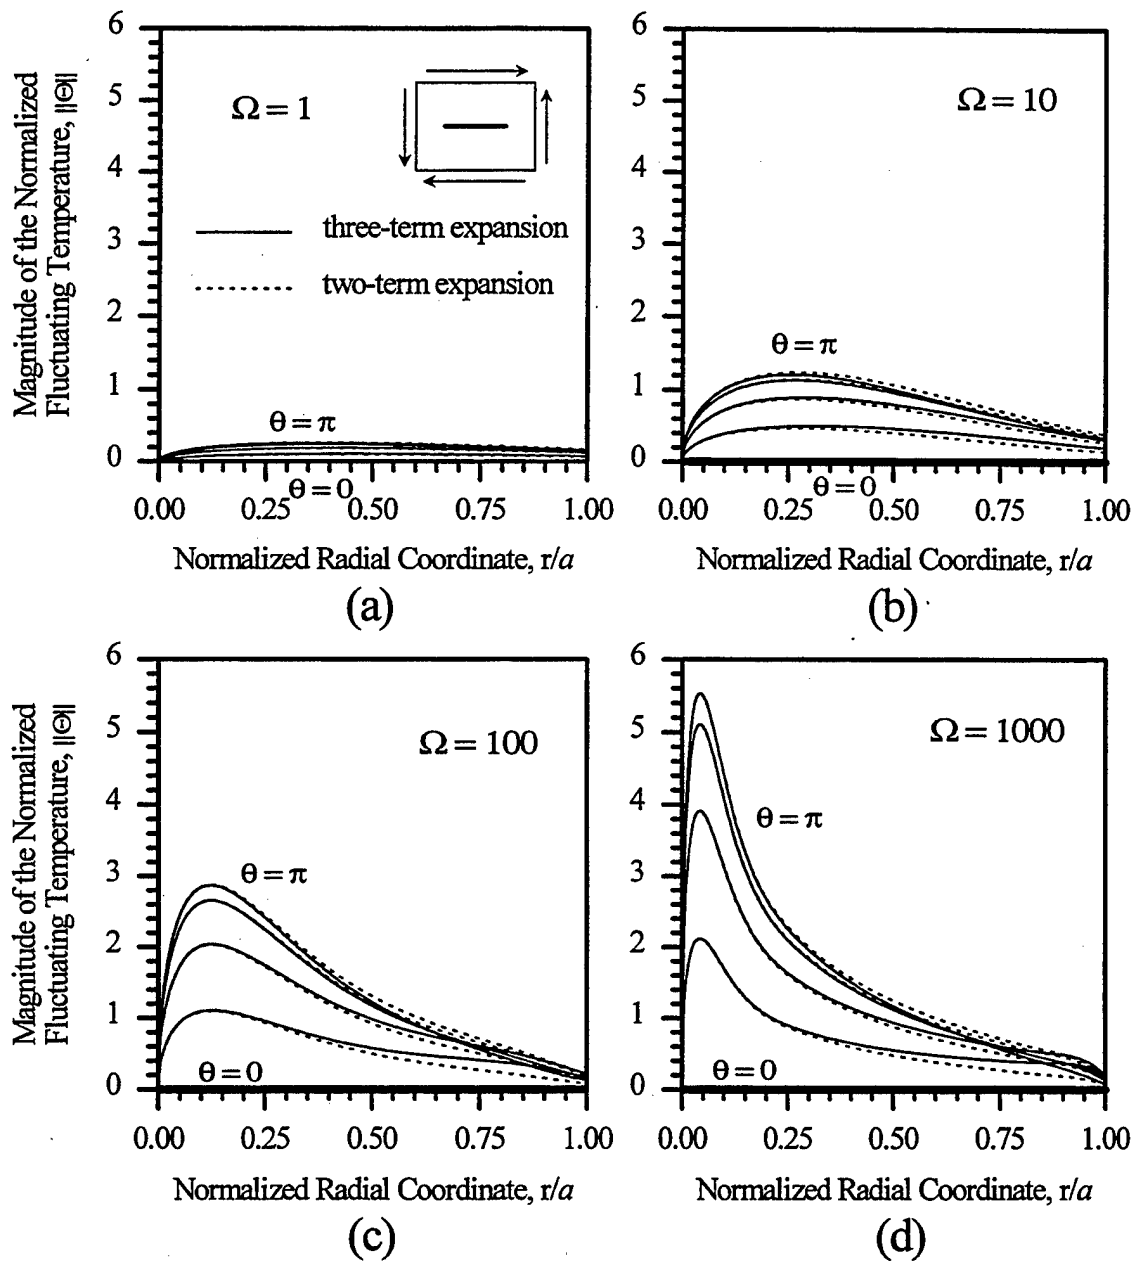 Magnitude of the Normalized
Fluctuating Temperature, ||Θ||
6
5
4
3
2
1
0
Ω = 1
three-term expansion
two-term expansion
θ = π
θ = 0
0.00 0.25 0.50 0.75 1.00
Normalized Radial Coordinate, r/a
(a)
6
5
4
3
2
1
0
Ω = 10
θ = π
θ = 0
0.00 0.25 0.50 0.75 1.00
Normalized Radial Coordinate, r/a
(b)
Magnitude of the Normalized
Fluctuating Temperature, ||Θ||
6
5
4
3
2
1
0
Ω = 100
θ = π
θ = 0
0.00 0.25 0.50 0.75 1.00
Normalized Radial Coordinate, r/a
(c)
6
5
4
3
2
1
0
Ω = 1000
θ = π
θ = 0
0.00 0.25 0.50 0.75 1.00
Normalized Radial Coordinate, r/a
(d)